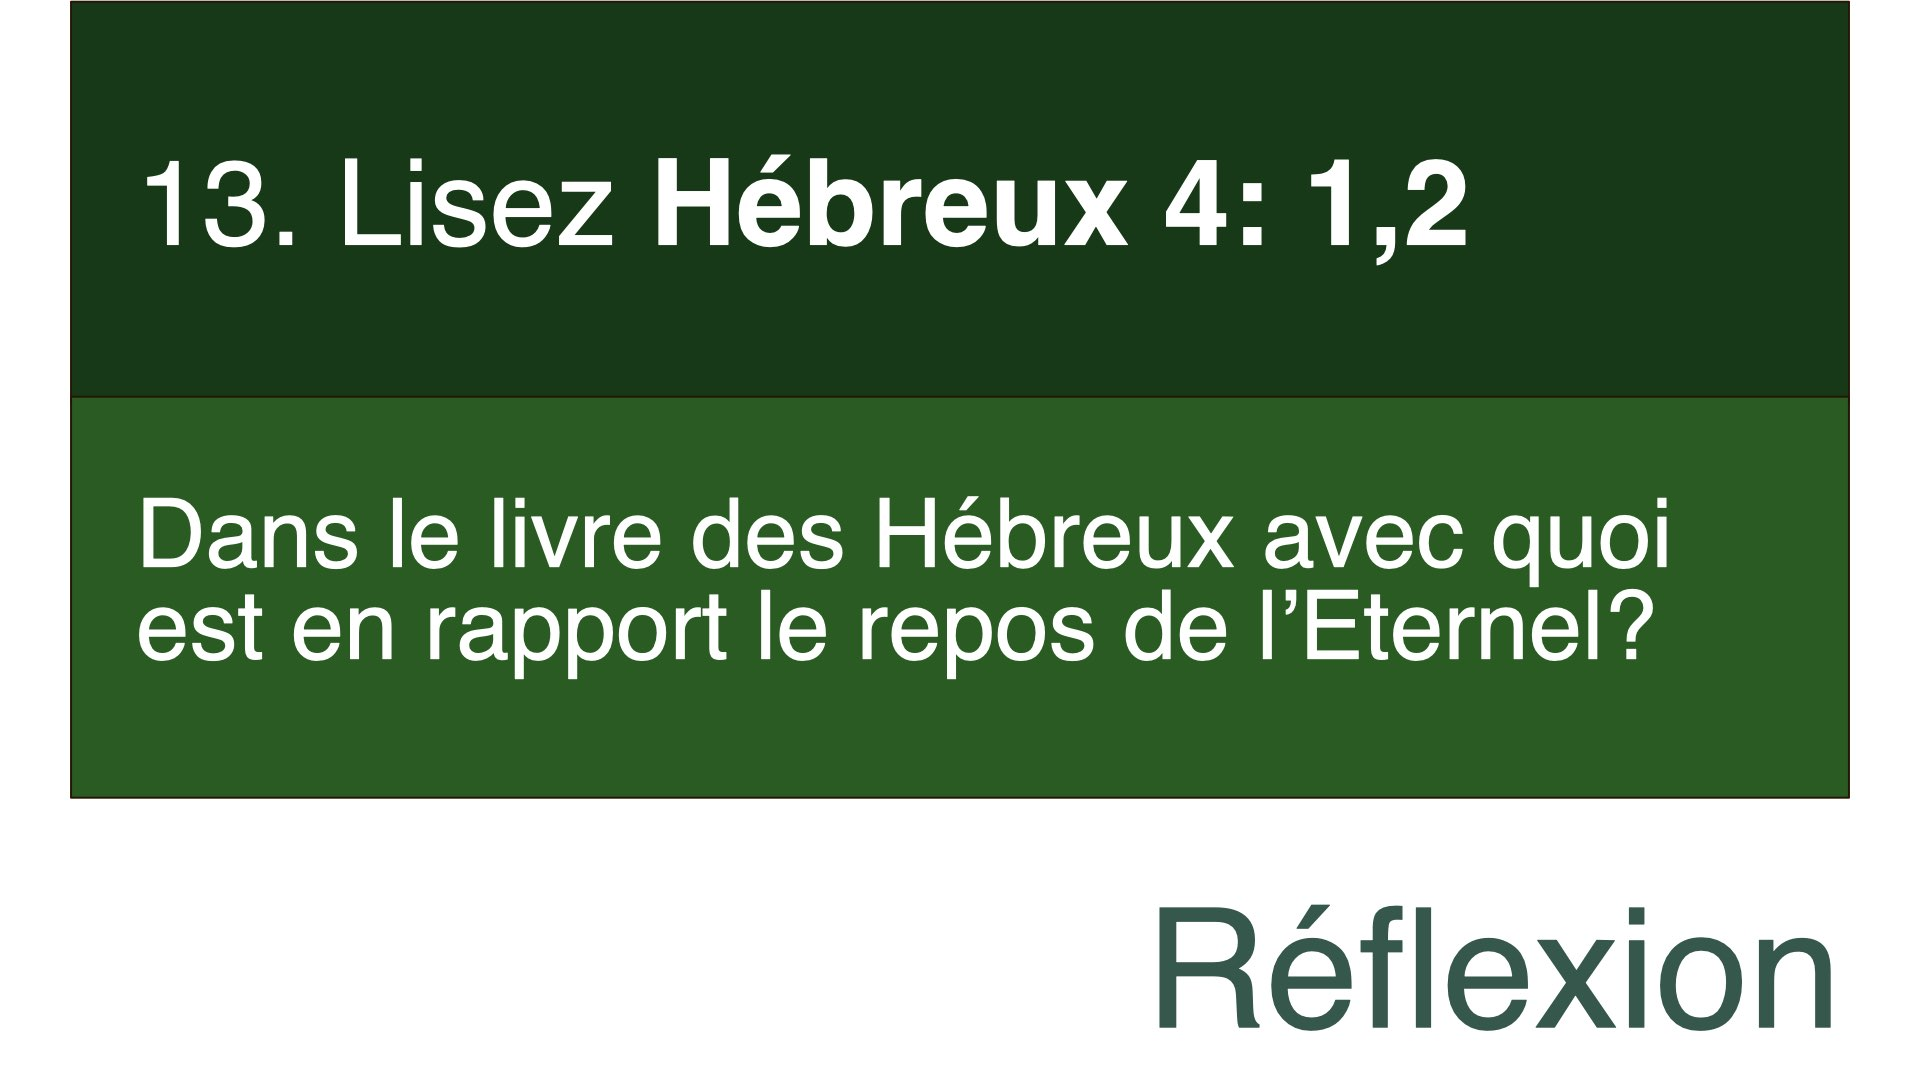 13. Lisez Hébreux 4: 1,2
Dans le livre des Hébreux avec quoi
est en rapport le repos de l’Eternel?
Réflexion